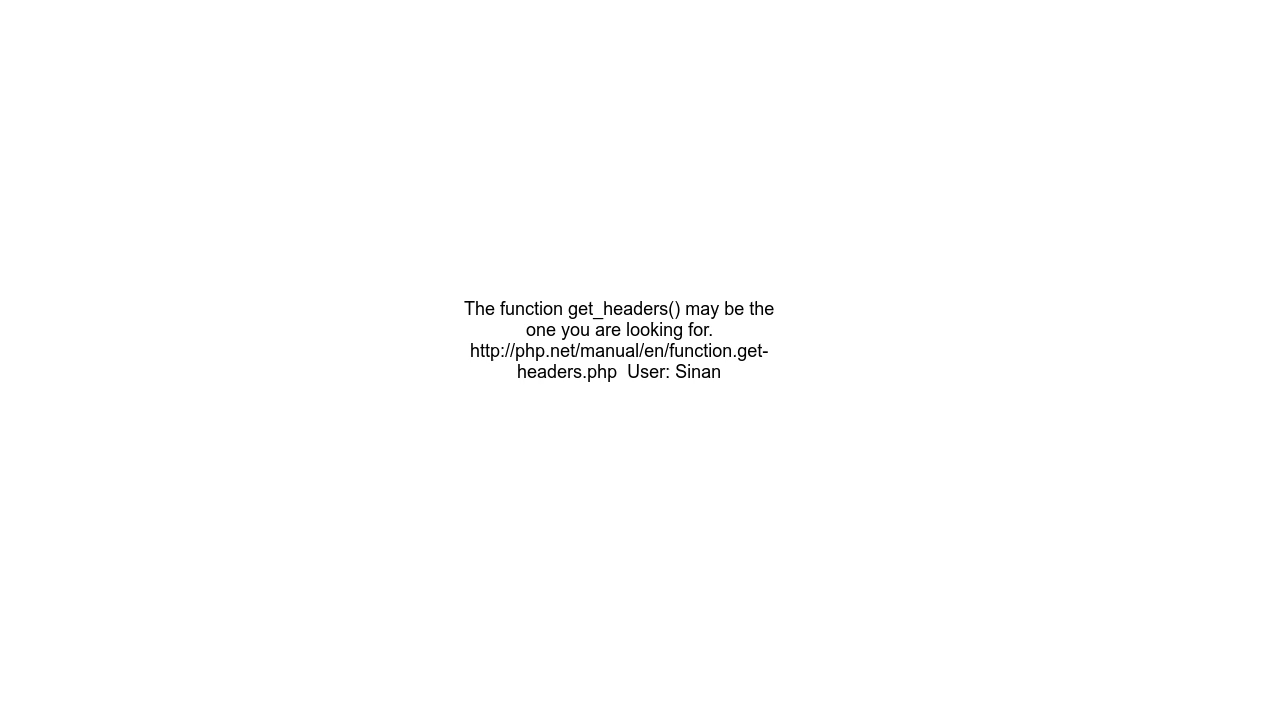 The function get_headers() may be the
one you are looking for.
http://php.net/manual/en/function.get-
headers.php  User: Sinan